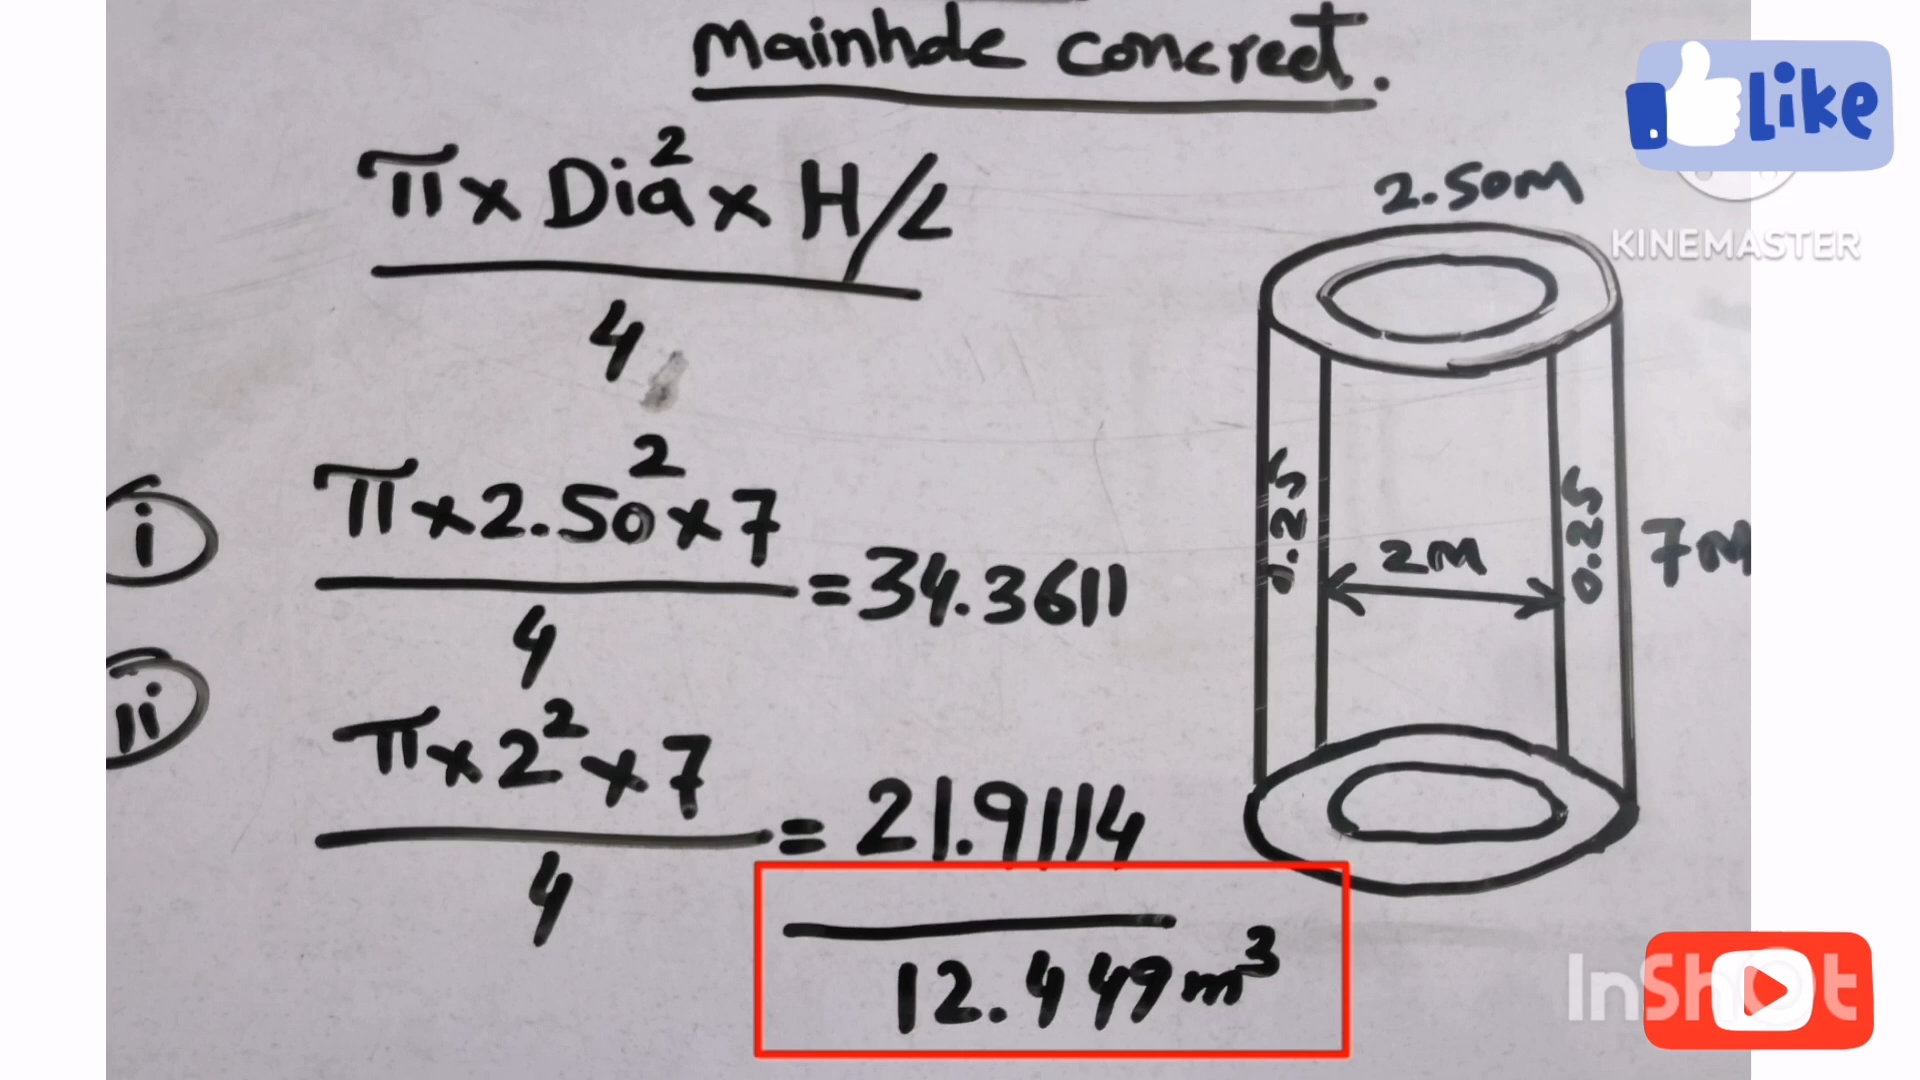 Mainhole concreet.
Like
π x Dia² x H/L
4
2.50M
KINEMASTER
i
π x 2.50² x 7
= 34.3611
4
0.25
2M
0.25
7M
ii
π x 2² x 7
= 21.9114
4
12.449 m³
InShOt